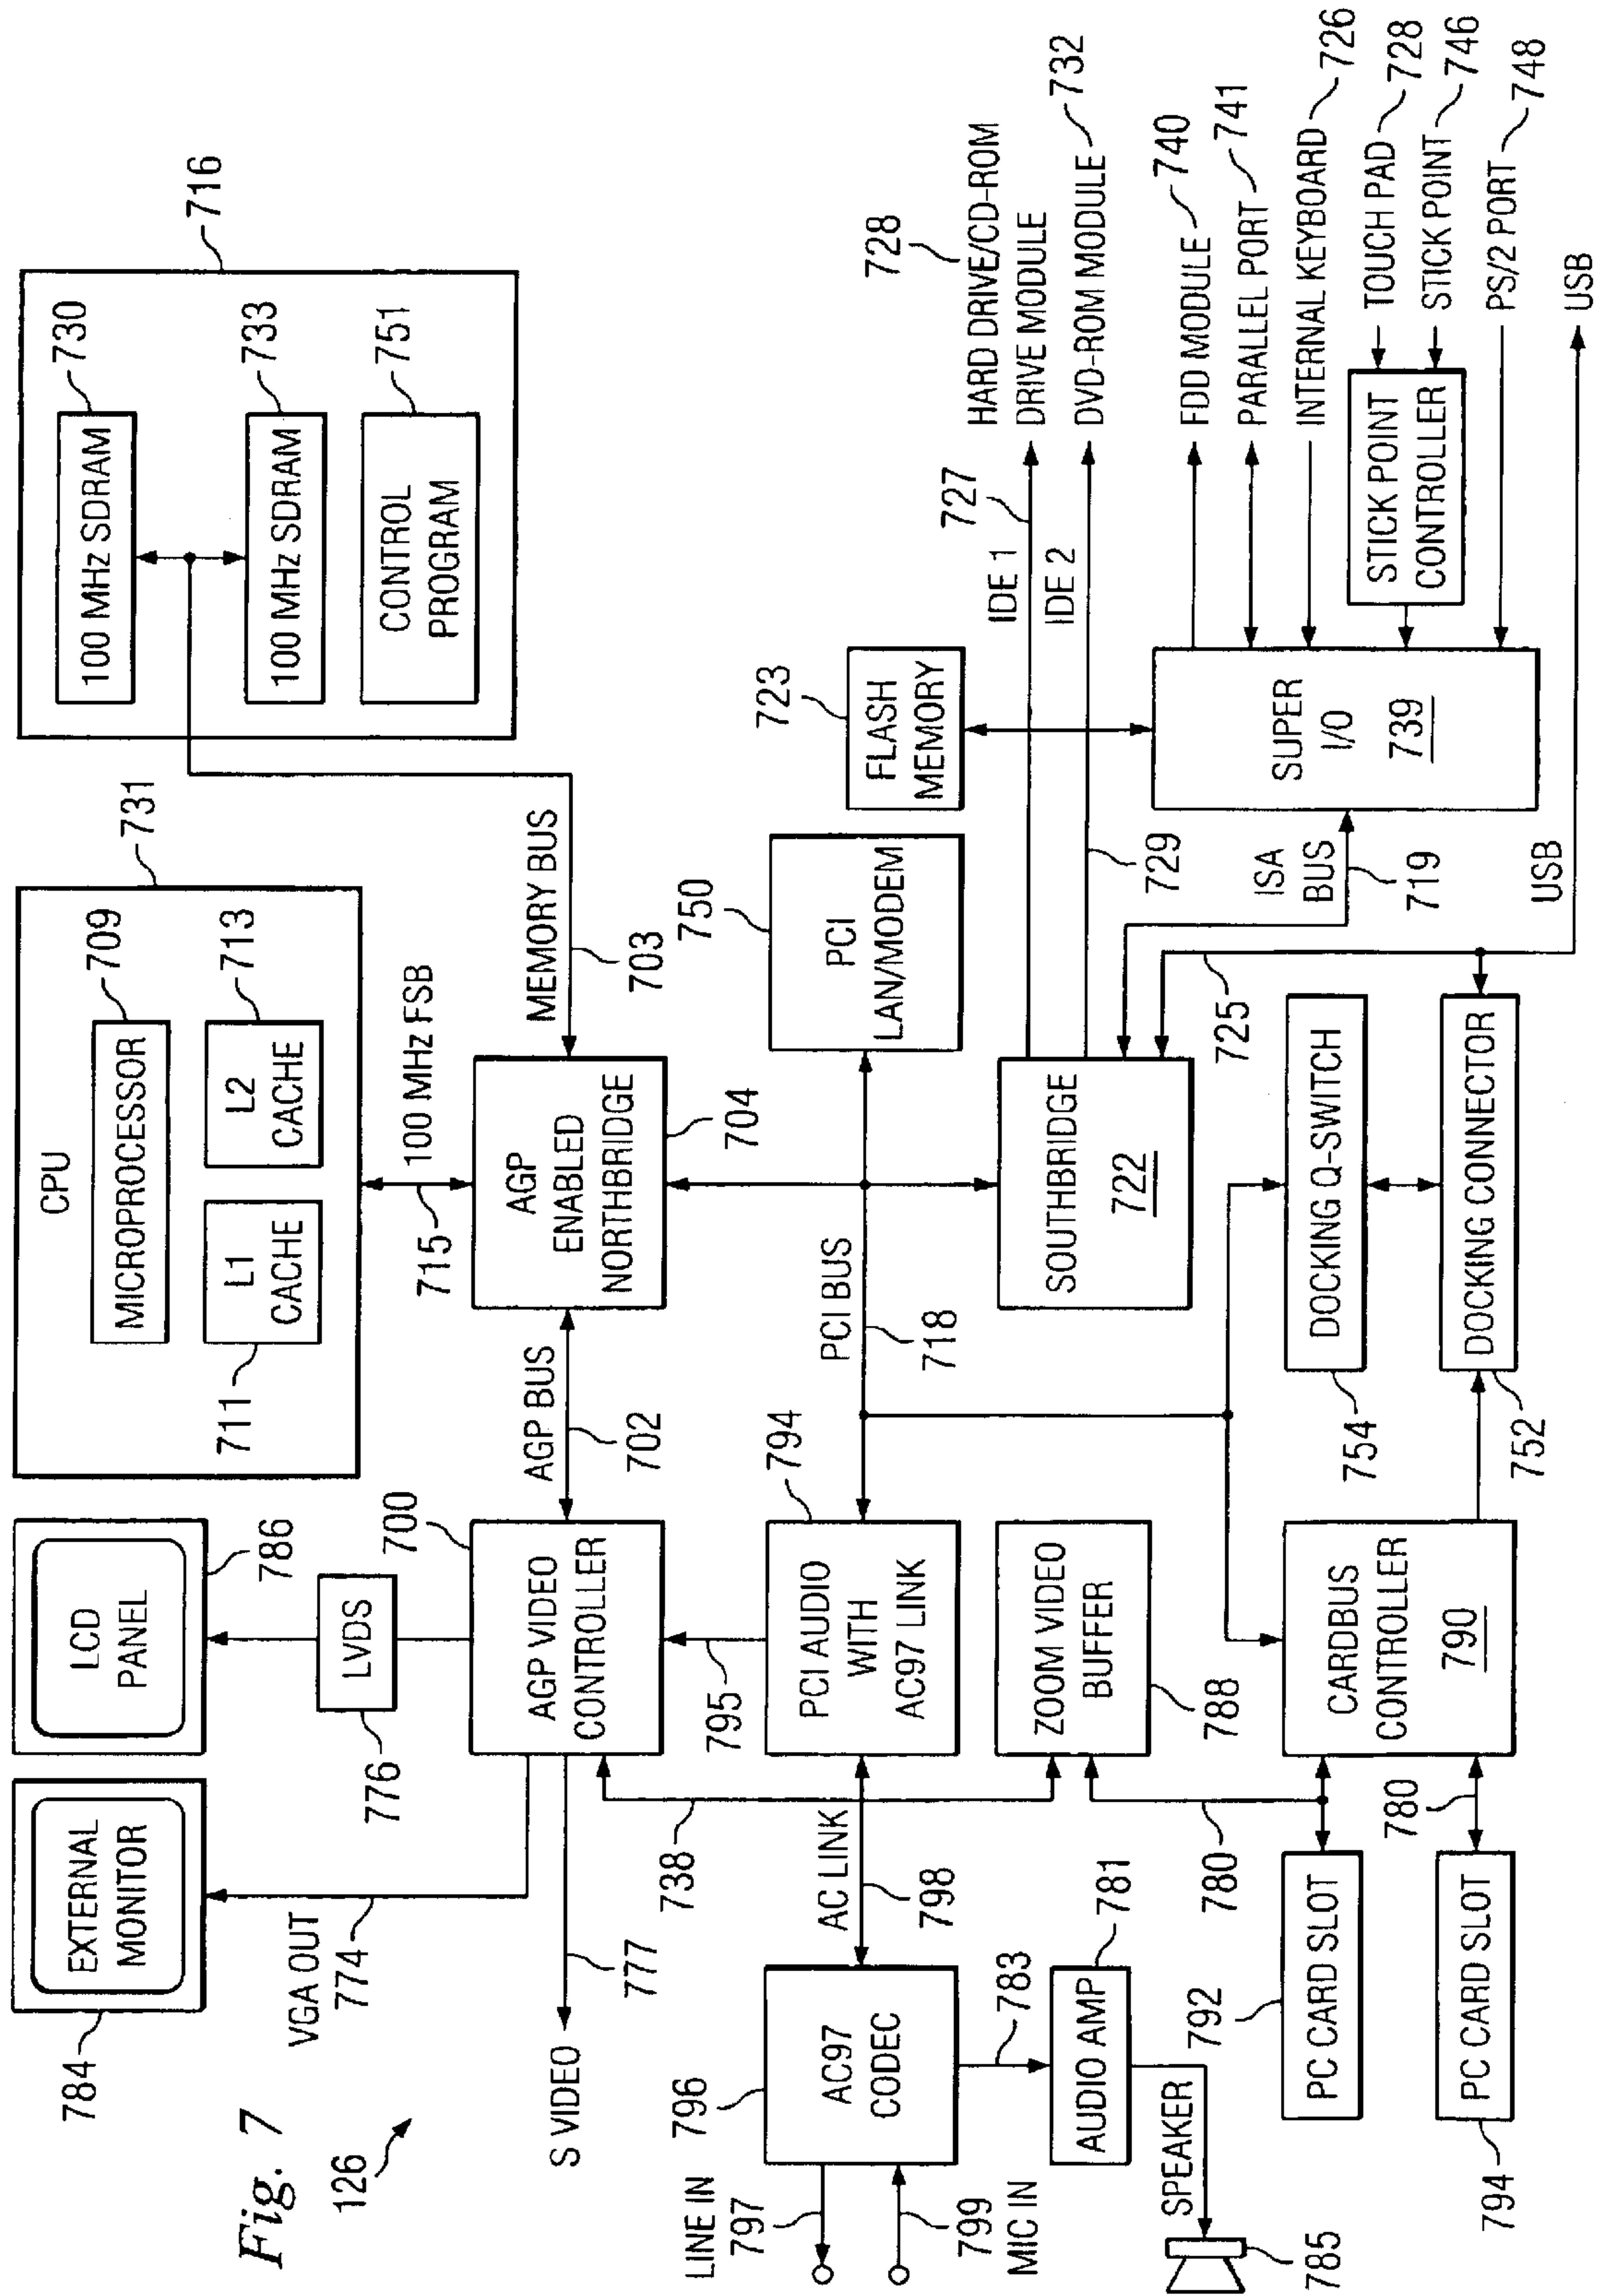 Fig. 7
126
784
EXTERNAL
MONITOR
VGA OUT
774
LCD
PANEL
786
LVDS
776
CPU
731
MICROPROCESSOR
709
L1
CACHE
711
L2
CACHE
713
716
100 MHz SDRAM
730
100 MHz SDRAM
733
CONTROL
PROGRAM
751
715
100 MHz FSB
MEMORY BUS
703
S VIDEO
777
AGP VIDEO
CONTROLLER
700
AGP BUS
702
AGP
ENABLED
NORTHBRIDGE
704
738
795
LINE IN
797
799
MIC IN
796
AC97
CODEC
AC LINK
798
PCI AUDIO
WITH
AC97 LINK
794
PCI BUS
718
750
PCI
LAN/MODEM
723
FLASH
MEMORY
783
AUDIO AMP
781
SPEAKER
785
ZOOM VIDEO
BUFFER
788
780
SOUTHBRIDGE
722
IDE 1
727
IDE 2
729
728
HARD DRIVE/CD-ROM
DRIVE MODULE
DVD-ROM MODULE
732
ISA
BUS
719
725
USB
SUPER
I/O
739
FDD MODULE
740
PARALLEL PORT
741
INTERNAL KEYBOARD
726
STICK POINT
CONTROLLER
TOUCH PAD
728
STICK POINT
746
PS/2 PORT
748
USB
792
PC CARD SLOT
PC CARD SLOT
794
780
CARDBUS
CONTROLLER
790
DOCKING Q-SWITCH
754
DOCKING CONNECTOR
752